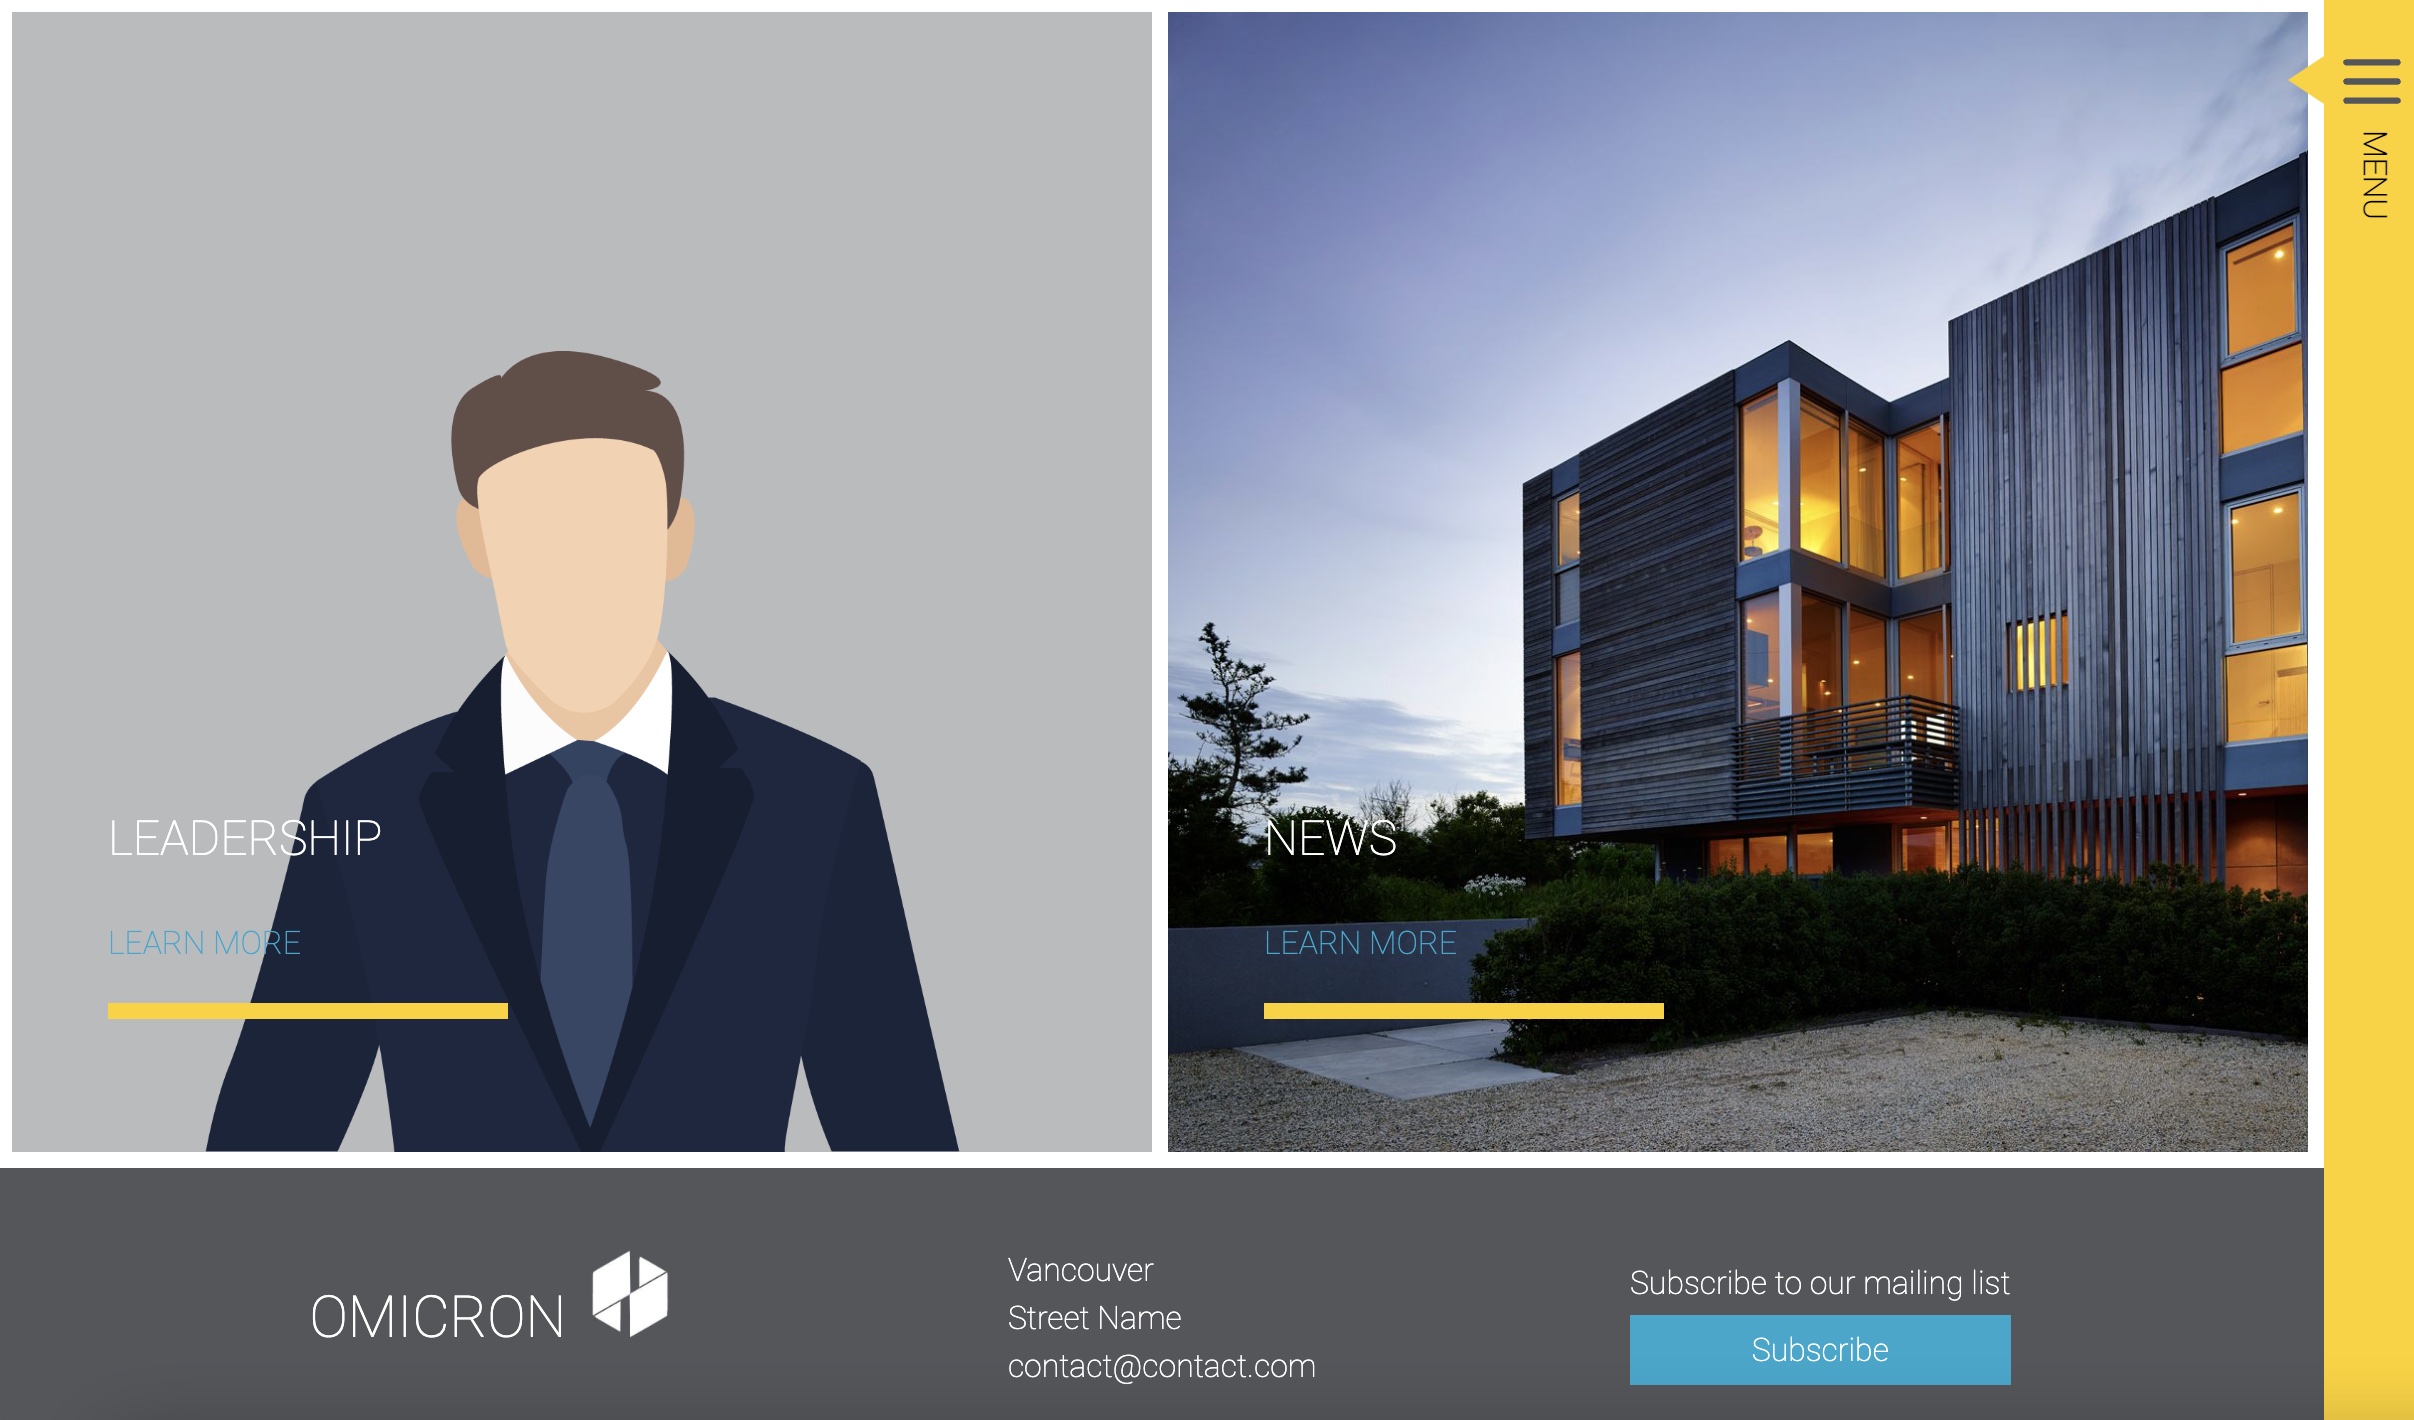 MENU
LEADERSHIP
LEARN MORE
NEWS
LEARN MORE
OMICRON
Vancouver
Street Name
contact@contact.com
Subscribe to our mailing list
Subscribe